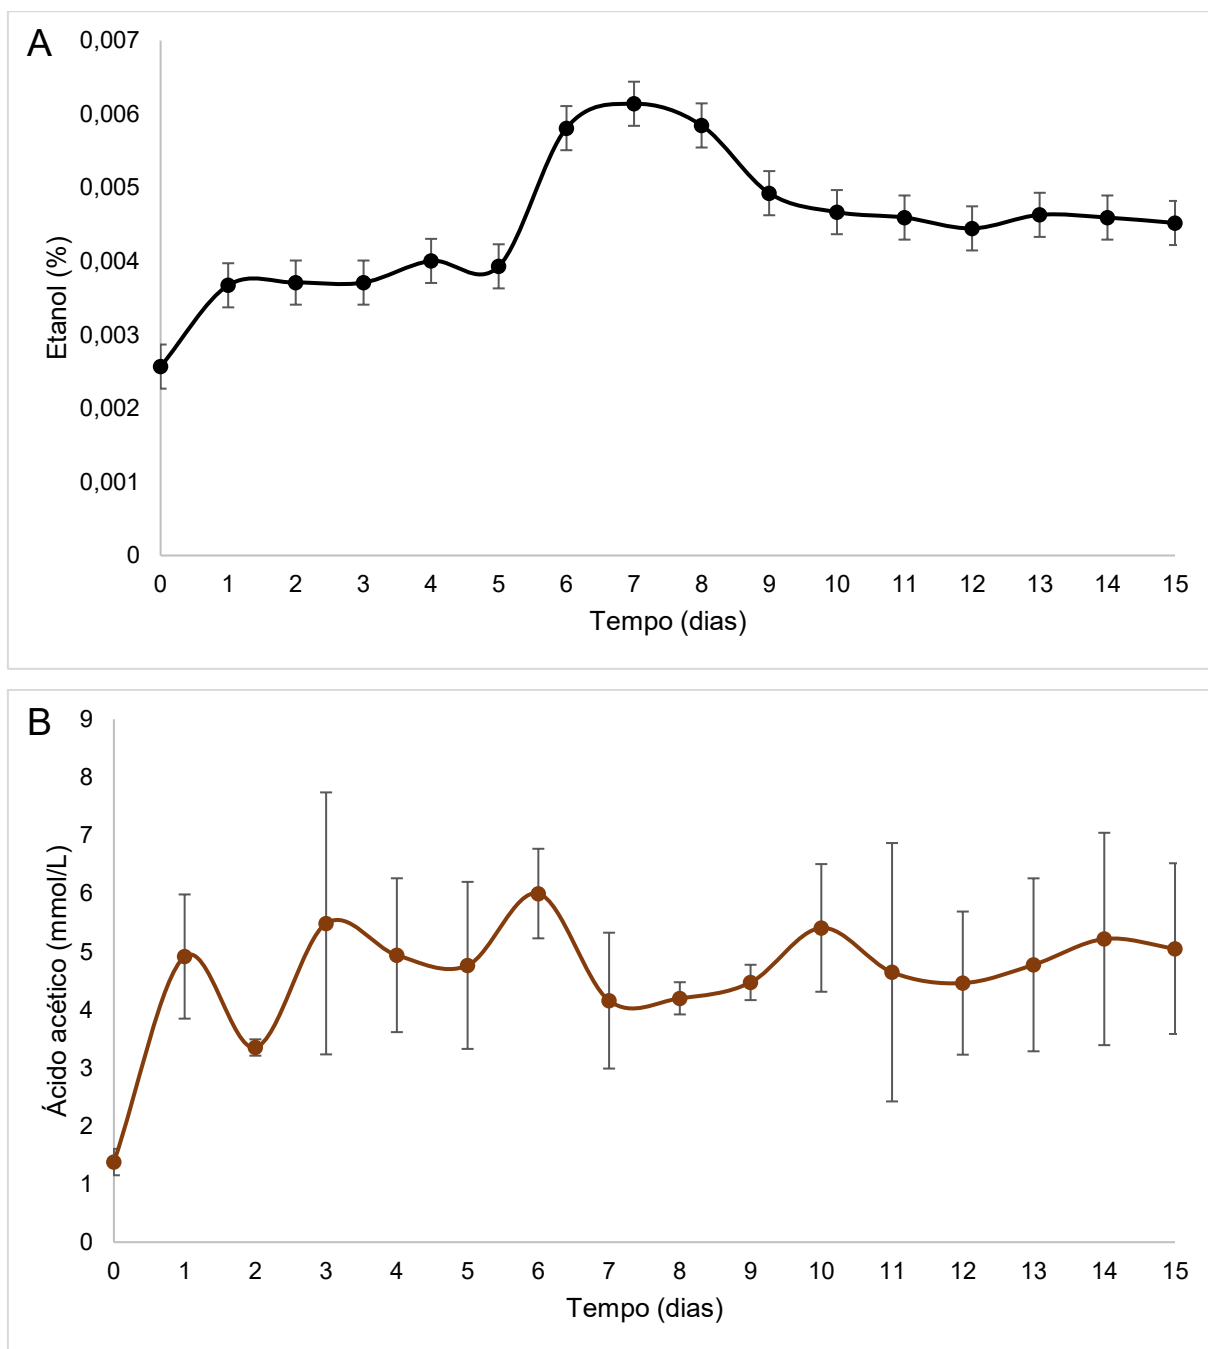 A
0,007
0,006
0,005
0,004
0,003
0,002
0,001
0
Etanol (%)
0 1 2 3 4 5 6 7 8 9 10 11 12 13 14 15
Tempo (dias)
B
9
8
7
6
5
4
3
2
1
0
Ácido acético (mmol/L)
0 1 2 3 4 5 6 7 8 9 10 11 12 13 14 15
Tempo (dias)